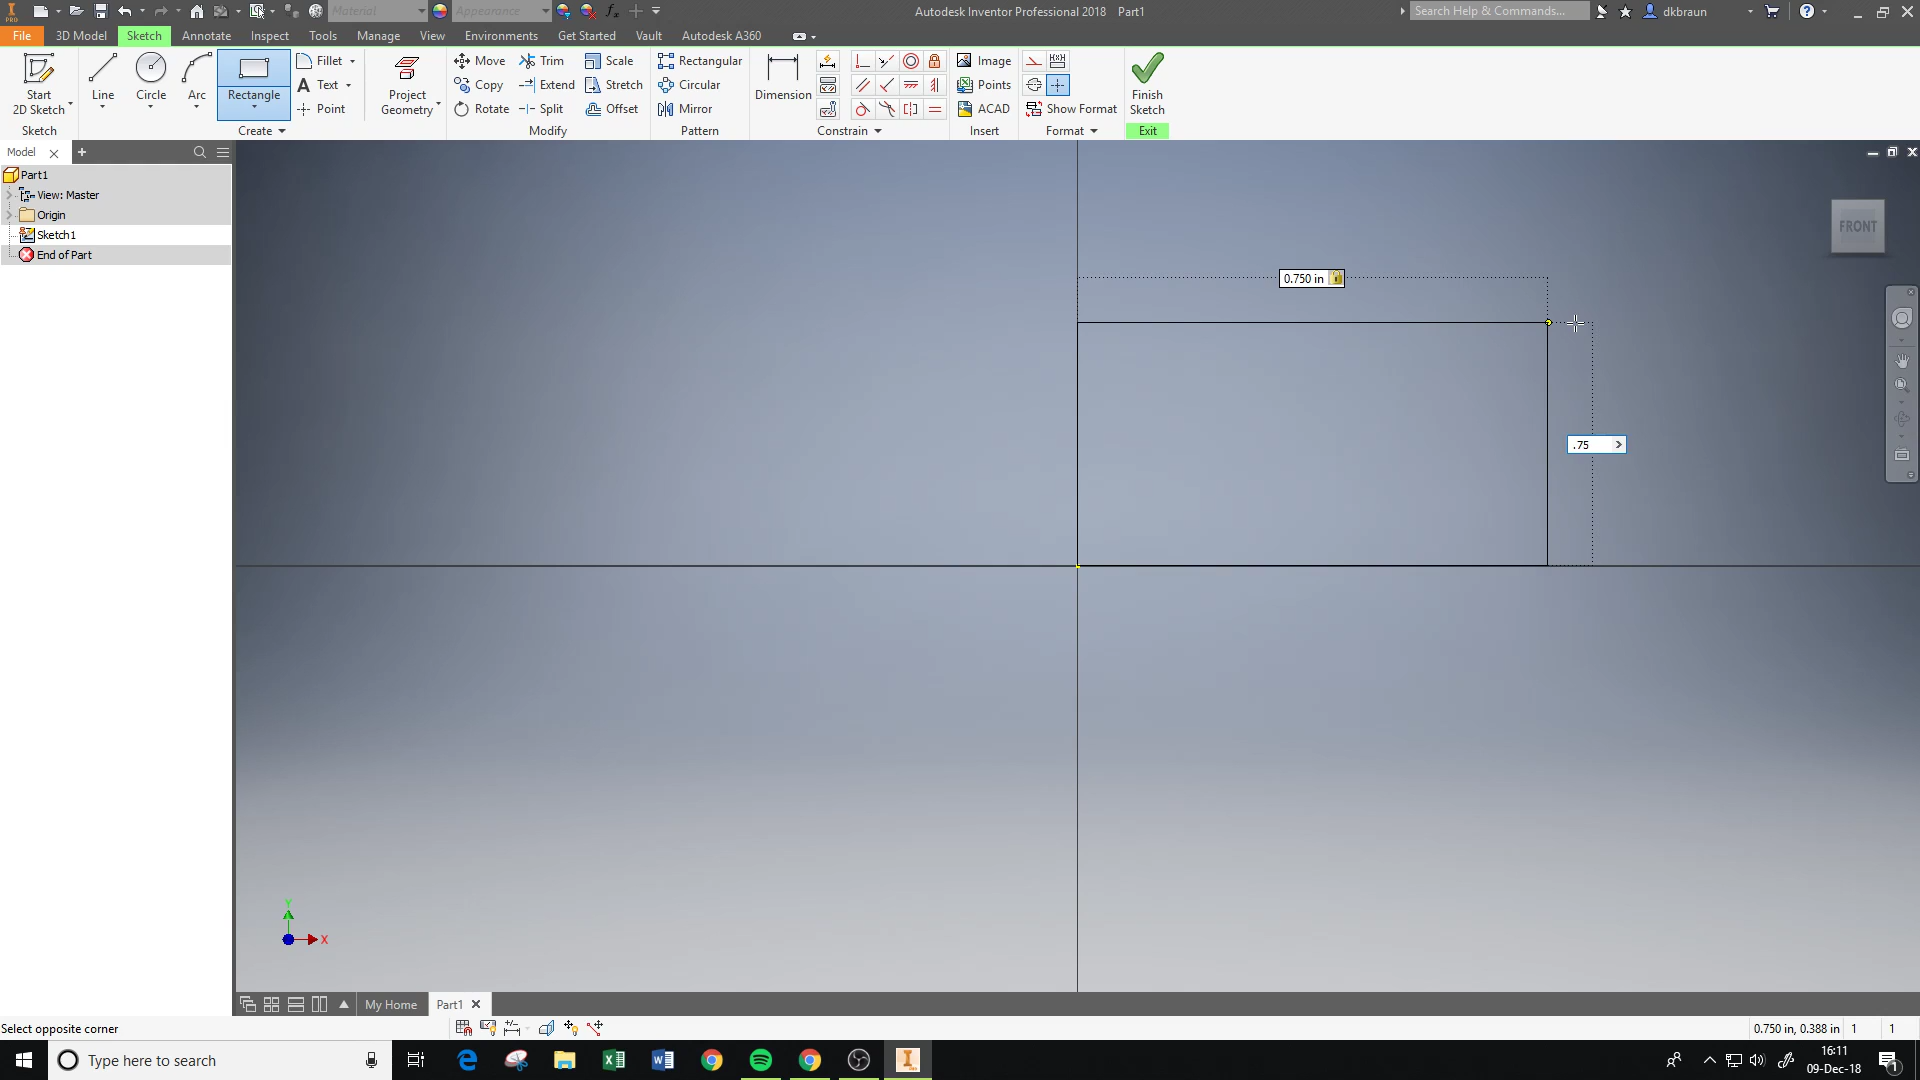 PRO Material Appearance fx Autodesk Inventor Professional 2018 Part1 Search Help & Commands... dkbraun
File 3D Model Sketch Annotate Inspect Tools Manage View Environments Get Started Vault Autodesk A360
Start 2D Sketch Line Circle Arc Rectangle Fillet Text Point Project Geometry
Move Trim Scale
Copy Extend Stretch
Rotate Split Offset
Rectangular
Circular
Mirror
Dimension
Image
Points
ACAD
Show Format
Finish Sketch
Sketch Create Modify Pattern Constrain Insert Format Exit
Model
Part1
View: Master
Origin
Sketch1
End of Part
FRONT
0.750 in
.75
Y
X
My Home Part1
Select opposite corner 0.750 in, 0.388 in 1 1
Type here to search
16:11
09-Dec-18
1